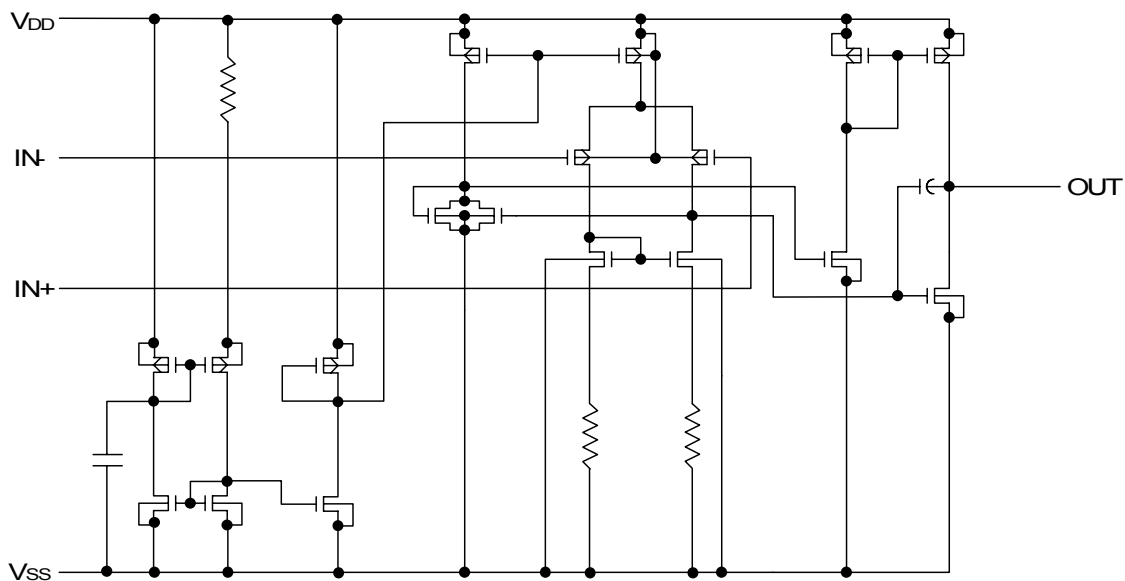 VDD
IN-
OUT
IN+
VSS